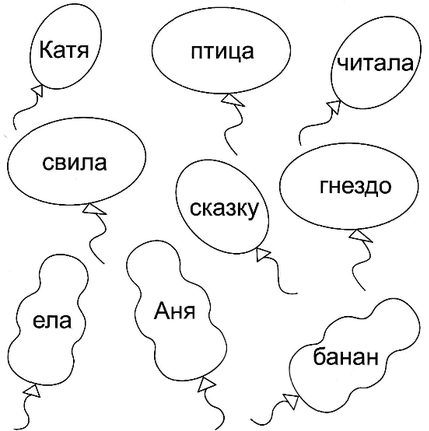 Катя
птица
читала
свила
сказку
гнездо
ела
Аня
банан